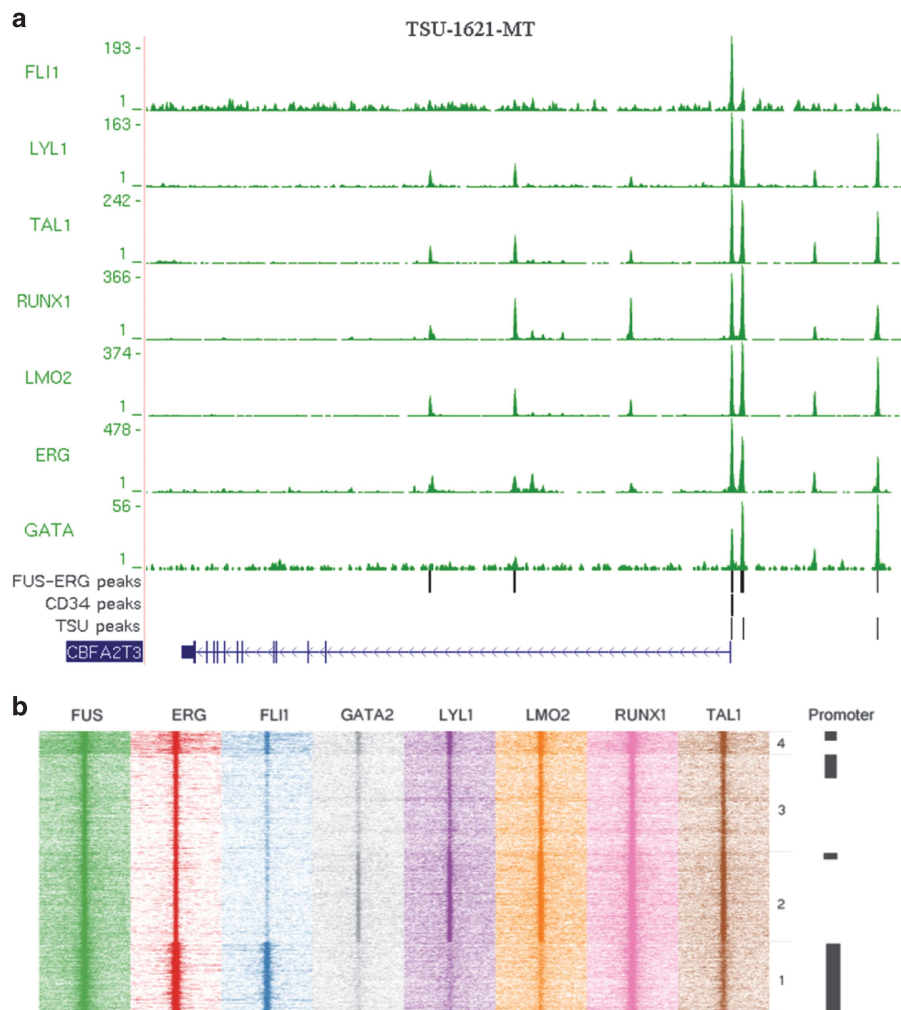 a
TSU-1621-MT
193 -
FLI1
1 _
163 -
LYL1
1 _
242 -
TAL1
1 _
366 -
RUNX1
1 _
374 -
LMO2
1 _
478 -
ERG
1 _
56 -
GATA
1 _
FUS-ERG peaks
CD34 peaks
TSU peaks
CBFA2T3
b
FUS ERG FLI1 GATA2 LYL1 LMO2 RUNX1 TAL1 Promoter
4
3
2
1